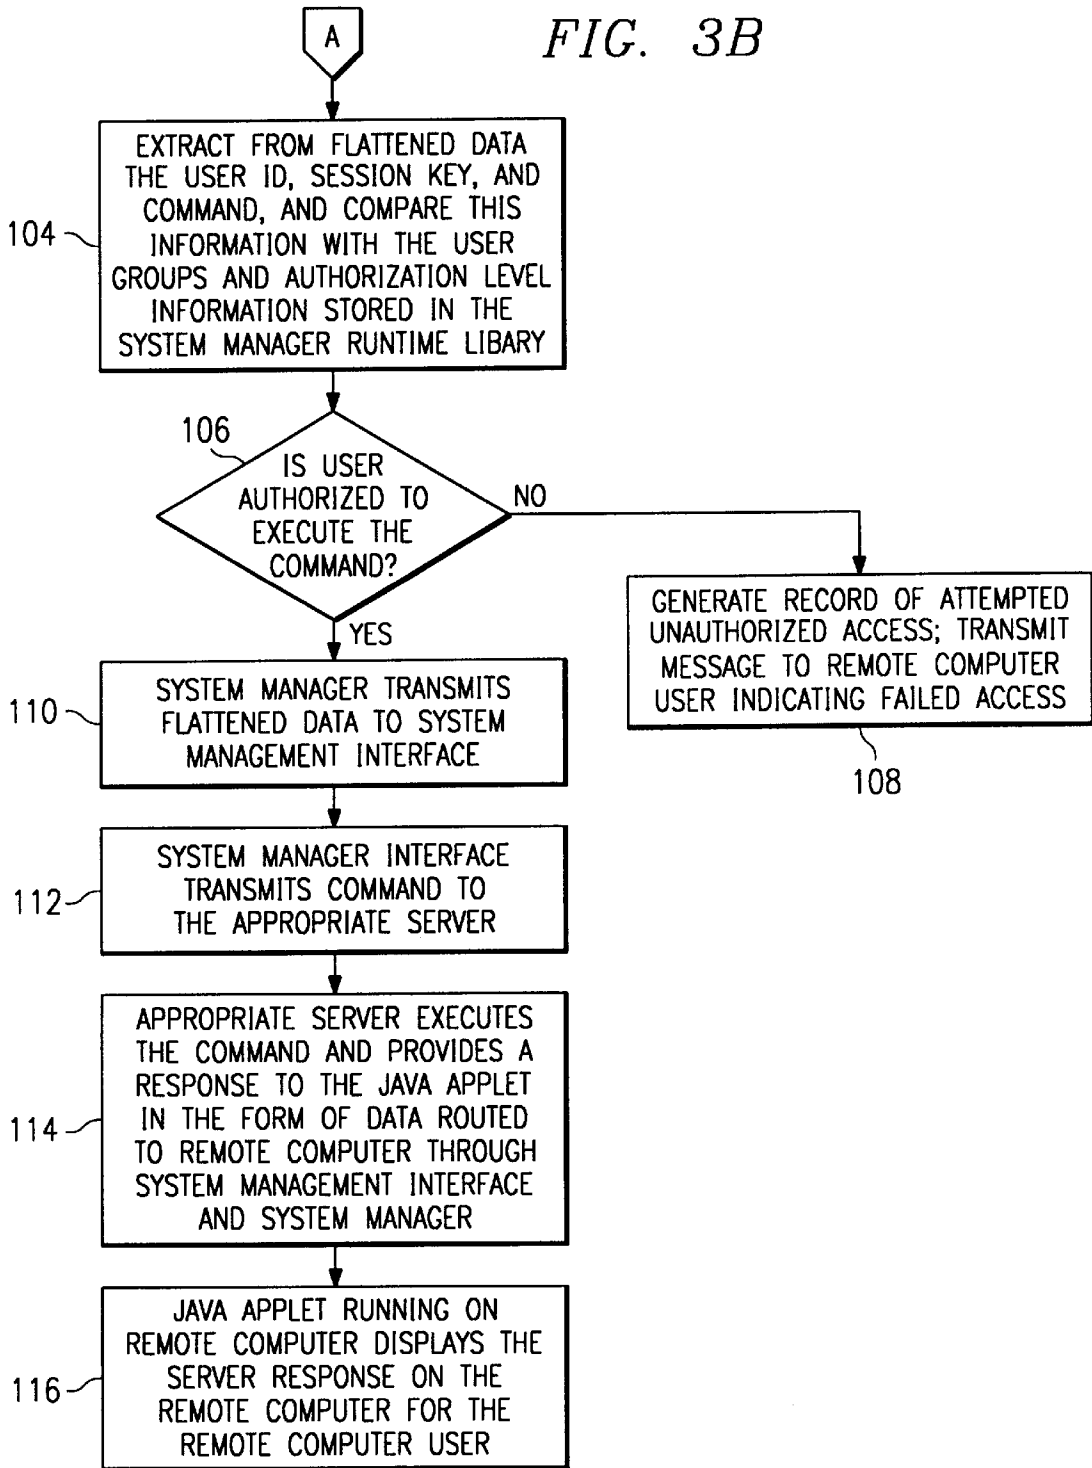 A
FIG. 3B
EXTRACT FROM FLATTENED DATA
THE USER ID, SESSION KEY, AND
COMMAND, AND COMPARE THIS
INFORMATION WITH THE USER
GROUPS AND AUTHORIZATION LEVEL
INFORMATION STORED IN THE
SYSTEM MANAGER RUNTIME LIBARY
104
106
IS USER
AUTHORIZED TO
EXECUTE THE
COMMAND?
NO
YES
GENERATE RECORD OF ATTEMPTED
UNAUTHORIZED ACCESS; TRANSMIT
MESSAGE TO REMOTE COMPUTER
USER INDICATING FAILED ACCESS
108
SYSTEM MANAGER TRANSMITS
FLATTENED DATA TO SYSTEM
MANAGEMENT INTERFACE
110
SYSTEM MANAGER INTERFACE
TRANSMITS COMMAND TO
THE APPROPRIATE SERVER
112
APPROPRIATE SERVER EXECUTES
THE COMMAND AND PROVIDES A
RESPONSE TO THE JAVA APPLET
IN THE FORM OF DATA ROUTED
TO REMOTE COMPUTER THROUGH
SYSTEM MANAGEMENT INTERFACE
AND SYSTEM MANAGER
114
JAVA APPLET RUNNING ON
REMOTE COMPUTER DISPLAYS THE
SERVER RESPONSE ON THE
REMOTE COMPUTER FOR THE
REMOTE COMPUTER USER
116